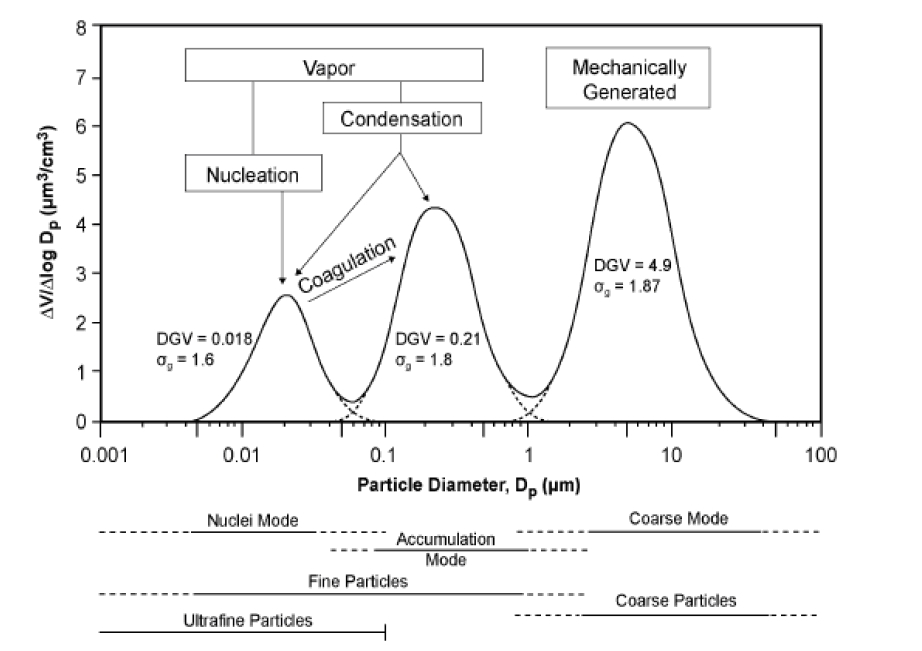 8
7
6
5
4
3
2
1
0
ΔV/Δlog Dp (µm3/cm3)
Vapor
Mechanically
Generated
Condensation
Nucleation
Coagulation
DGV = 0.018
σg = 1.6
DGV = 0.21
σg = 1.8
DGV = 4.9
σg = 1.87
0.001 0.01 0.1 1 10 100
Particle Diameter, Dp (µm)
Nuclei Mode
Coarse Mode
Accumulation
Mode
Fine Particles
Coarse Particles
Ultrafine Particles